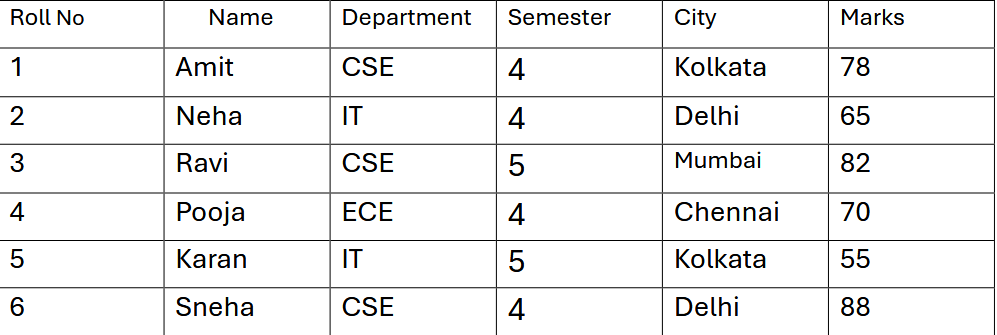 Roll No Name Department Semester City Marks
1 Amit CSE 4 Kolkata 78
2 Neha IT 4 Delhi 65
3 Ravi CSE 5 Mumbai 82
4 Pooja ECE 4 Chennai 70
5 Karan IT 5 Kolkata 55
6 Sneha CSE 4 Delhi 88